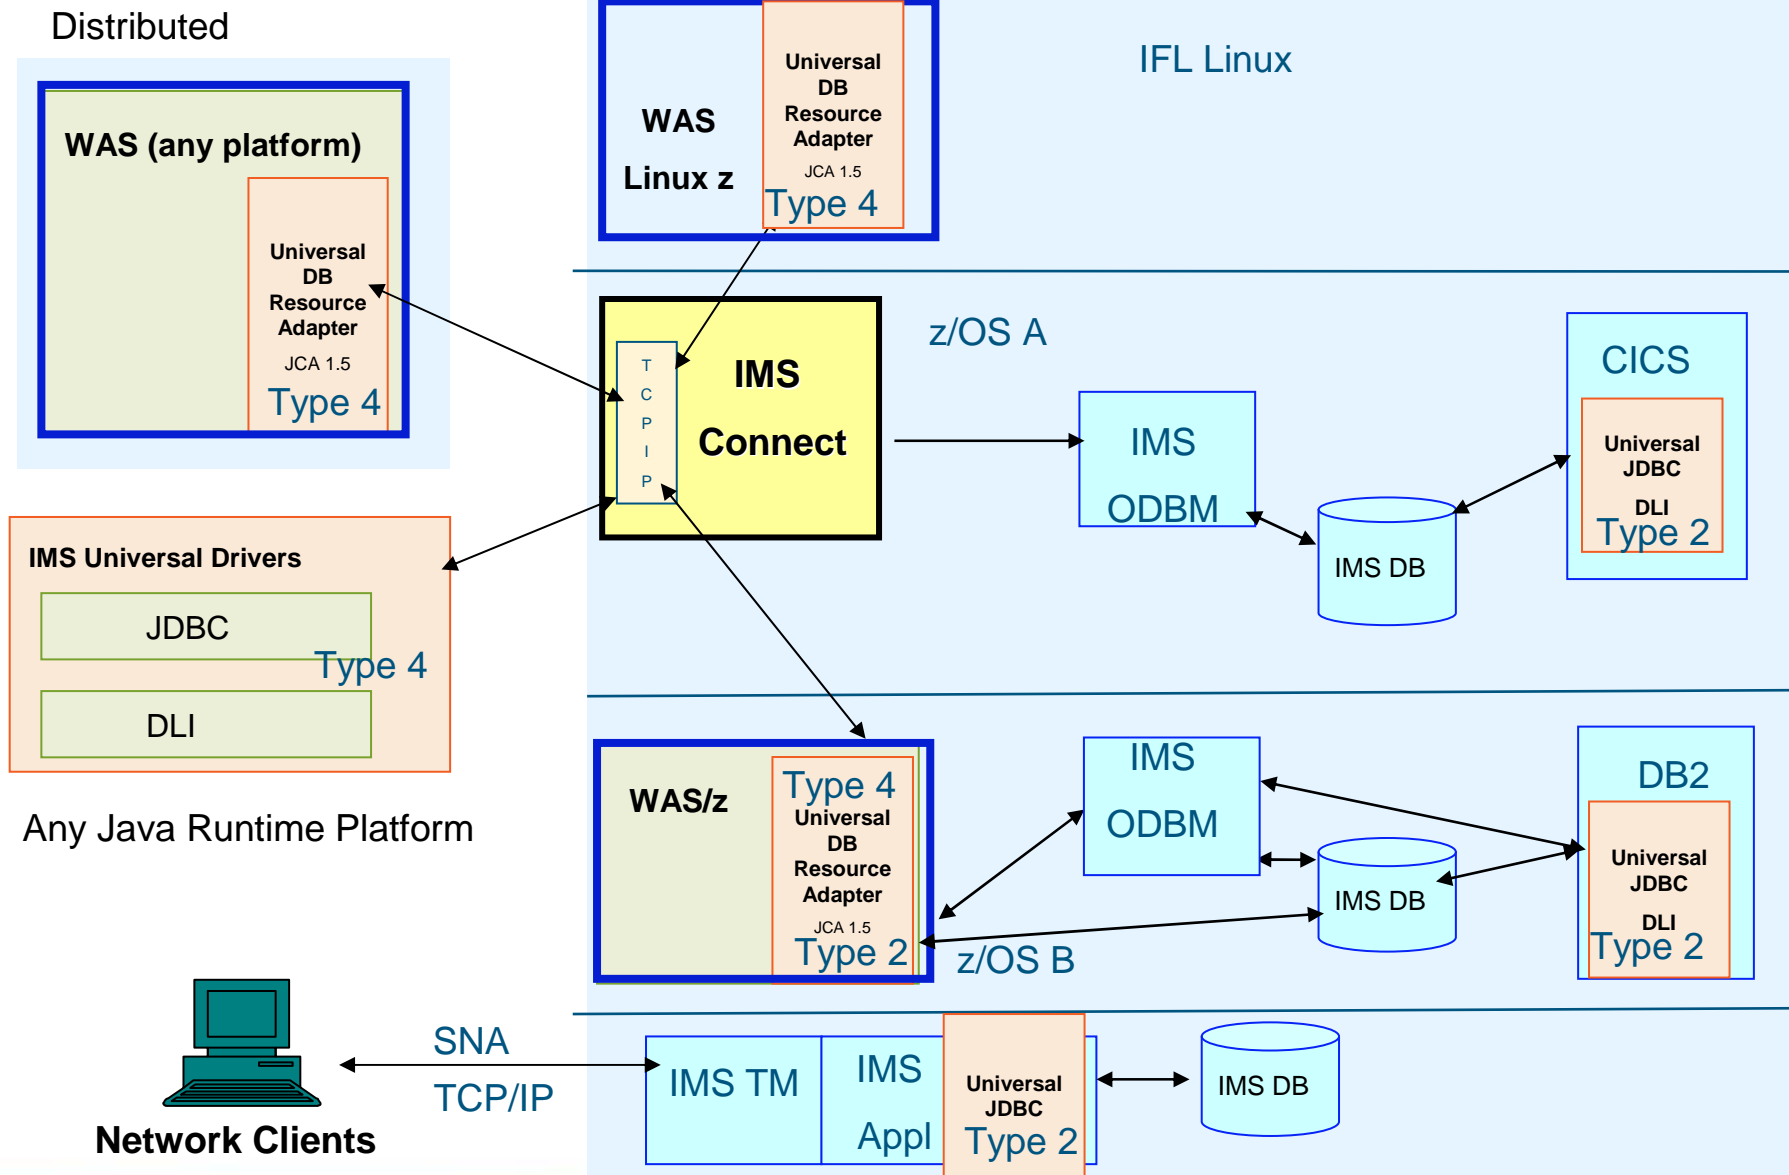 Distributed
WAS (any platform)
Universal
DB
Resource
Adapter
JCA 1.5
Type 4
IMS Universal Drivers
JDBC
Type 4
DLI
Any Java Runtime Platform
WAS
Linux z
Universal
DB
Resource
Adapter
JCA 1.5
Type 4
IFL Linux
T
C
P
I
P
IMS
Connect
z/OS A
IMS
ODBM
IMS DB
CICS
Universal
JDBC
DLI
Type 2
WAS/z
Type 4
Universal
DB
Resource
Adapter
JCA 1.5
Type 2
z/OS B
IMS
ODBM
IMS DB
DB2
Universal
JDBC
DLI
Type 2
Network Clients
SNA
TCP/IP
IMS TM
IMS
Appl
Universal
JDBC
Type 2
IMS DB